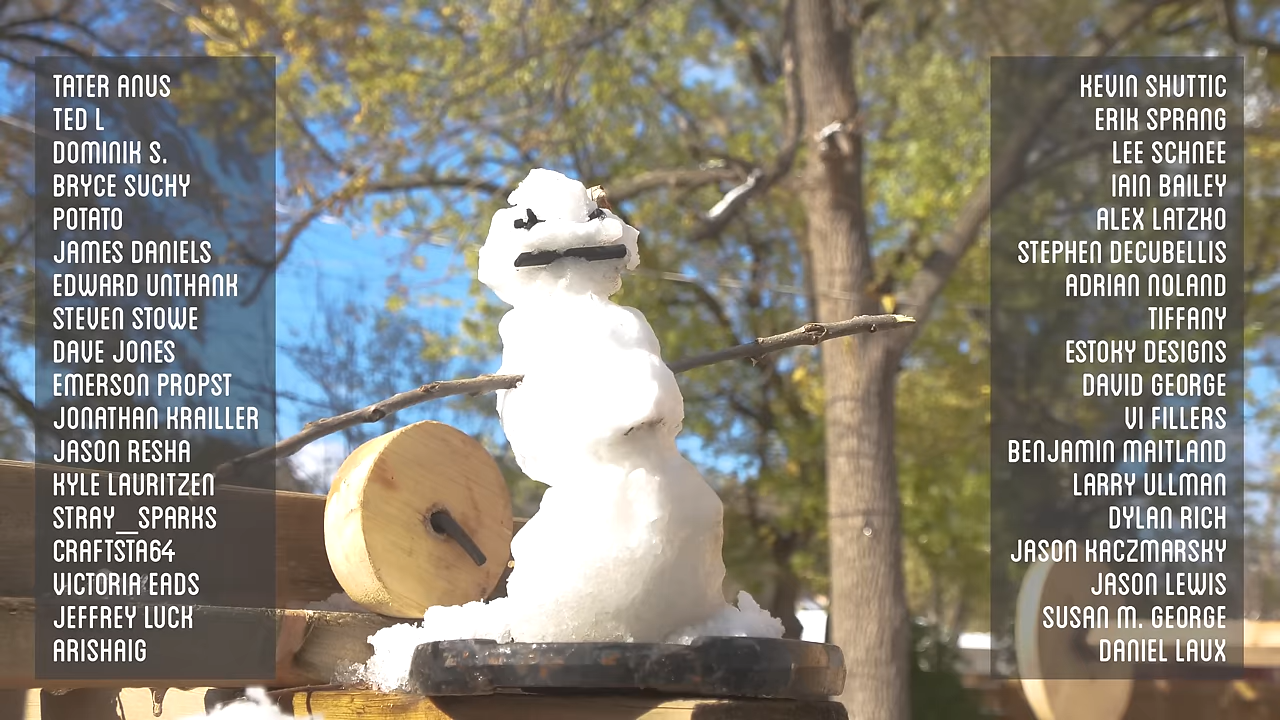 TATER ANUS
TED L
DOMINIK S.
BRYCE SUCHY
POTATO
JAMES DANIELS
EDWARD UNTHANK
STEVEN STOWE
DAVE JONES
EMERSON PROPST
JONATHAN KRAILLER
JASON RESHA
KYLE LAURITZEN
STRAY_SPARKS
CRAFTSTA64
VICTORIA EADS
JEFFREY LUCK
ARISHAIG
KEVIN SHUTTIC
ERIK SPRANG
LEE SCHNEE
IAIN BAILEY
ALEX LATZKO
STEPHEN DECUBELLIS
ADRIAN NOLAND
TIFFANY
ESTOKY DESIGNS
DAVID GEORGE
VI FILLERS
BENJAMIN MAITLAND
LARRY ULLMAN
DYLAN RICH
JASON KACZMARSKY
JASON LEWIS
SUSAN M. GEORGE
DANIEL LAUX